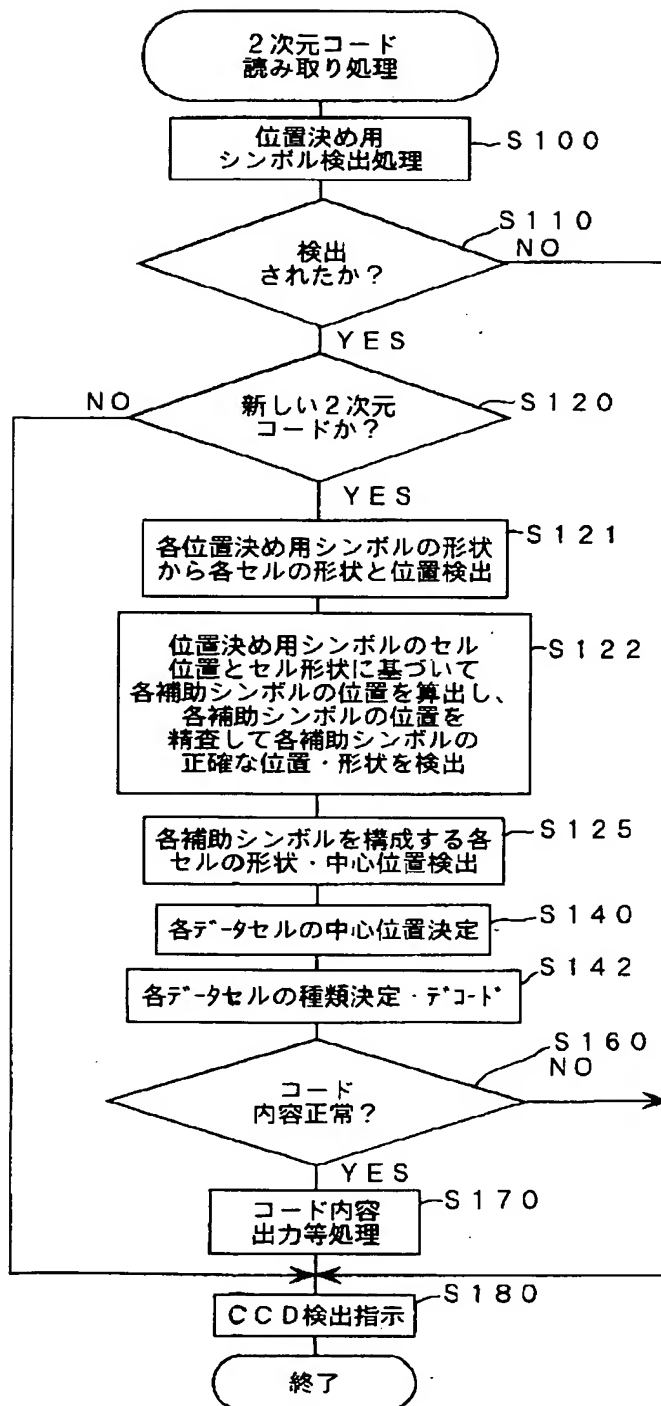 ２次元コード
読み取り処理
位置決め用
シンボル検出処理
Ｓ１００
検出
されたか？
Ｓ１１０
ＮＯ
ＹＥＳ
新しい２次元
コードか？
Ｓ１２０
ＮＯ
ＹＥＳ
各位置決め用シンボルの形状
から各セルの形状と位置検出
Ｓ１２１
位置決め用シンボルのセル
位置とセル形状に基づいて
各補助シンボルの位置を算出し、
各補助シンボルの位置を
精査して各補助シンボルの
正確な位置・形状を検出
Ｓ１２２
各補助シンボルを構成する各
セルの形状・中心位置検出
Ｓ１２５
各ﾃﾞｰﾀセルの中心位置決定
Ｓ１４０
各ﾃﾞｰﾀセルの種類決定・ﾃﾞｺｰﾄﾞ
Ｓ１４２
コード
内容正常？
Ｓ１６０
ＮＯ
ＹＥＳ
コード内容
出力等処理
Ｓ１７０
ＣＣＤ検出指示
Ｓ１８０
終了